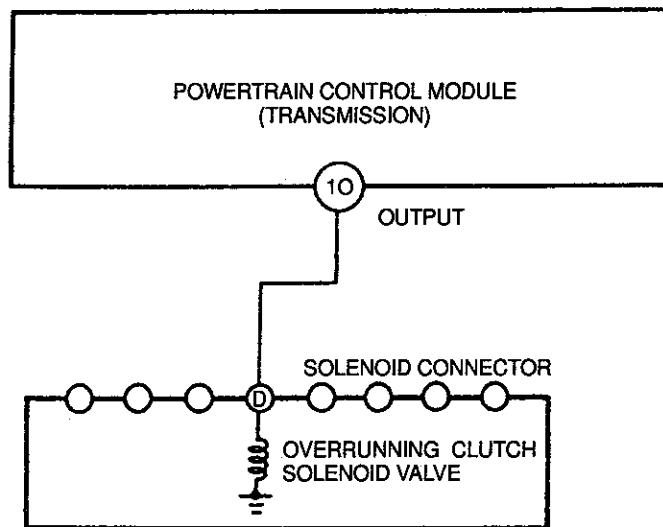 POWERTRAIN CONTROL MODULE
(TRANSMISSION)
10
OUTPUT
SOLENOID CONNECTOR
D
OVERRUNNING CLUTCH
SOLENOID VALVE